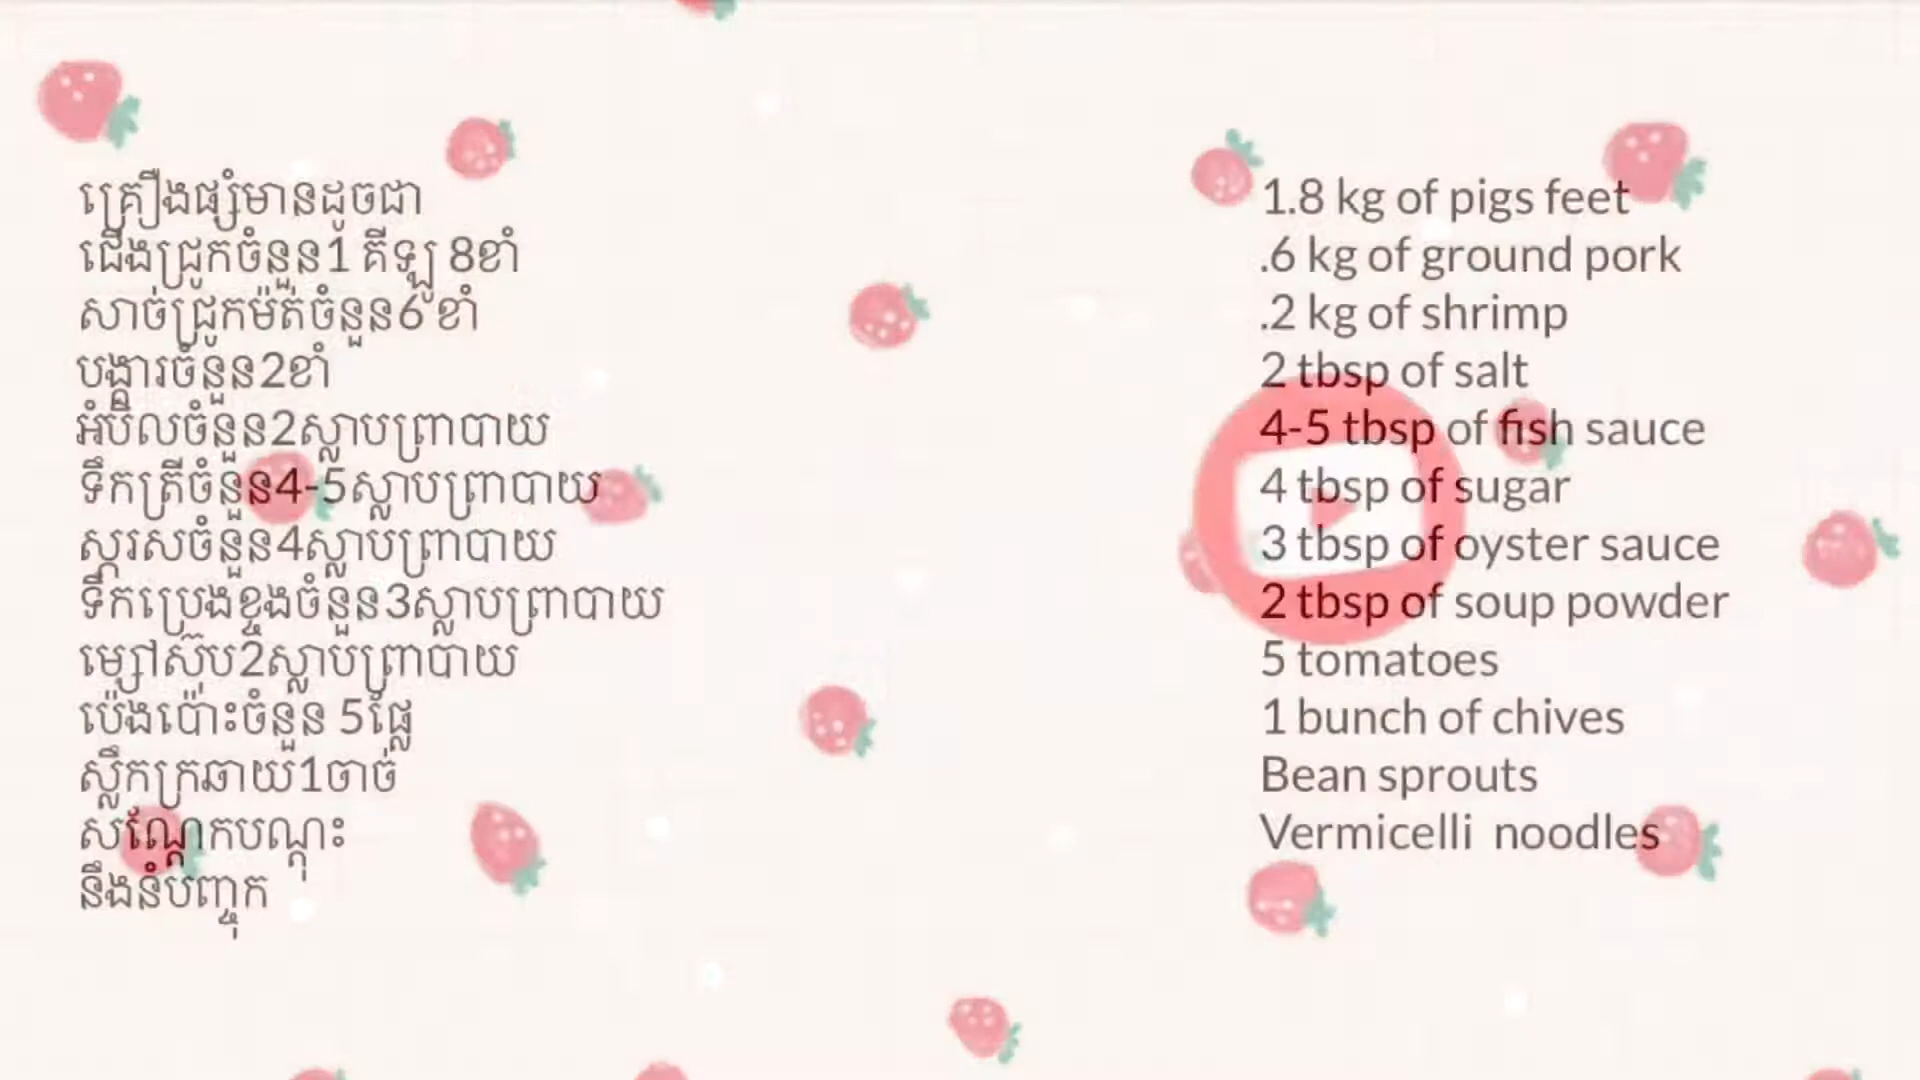 គ្រឿងផ្សំមានដូចជា
ជើងជ្រូកចំនួន1 គីឡូ 8ខាំ
សាច់ជ្រូកម៉ត់ចំនួន6 ខាំ
បង្គារចំនួន2ខាំ
អំបិលចំនួន2ស្លាបព្រាបាយ
ទឹកត្រីចំនួន4-5ស្លាបព្រាបាយ
ស្ករសចំនួន4ស្លាបព្រាបាយ
ទឹកប្រេងខ្ចងចំនួន3ស្លាបព្រាបាយ
ម្សៅស៊ុប2ស្លាបព្រាបាយ
ប៉េងប៉ោះចំនួន 5ផ្លែ
ស្លឹកក្រឆាយ1ចាច់
សណ្ដែកបណ្ដុះ
នឹងនំបញ្ចុក
1.8 kg of pigs feet
.6 kg of ground pork
.2 kg of shrimp
2 tbsp of salt
4-5 tbsp of fish sauce
4 tbsp of sugar
3 tbsp of oyster sauce
2 tbsp of soup powder
5 tomatoes
1 bunch of chives
Bean sprouts
Vermicelli noodles